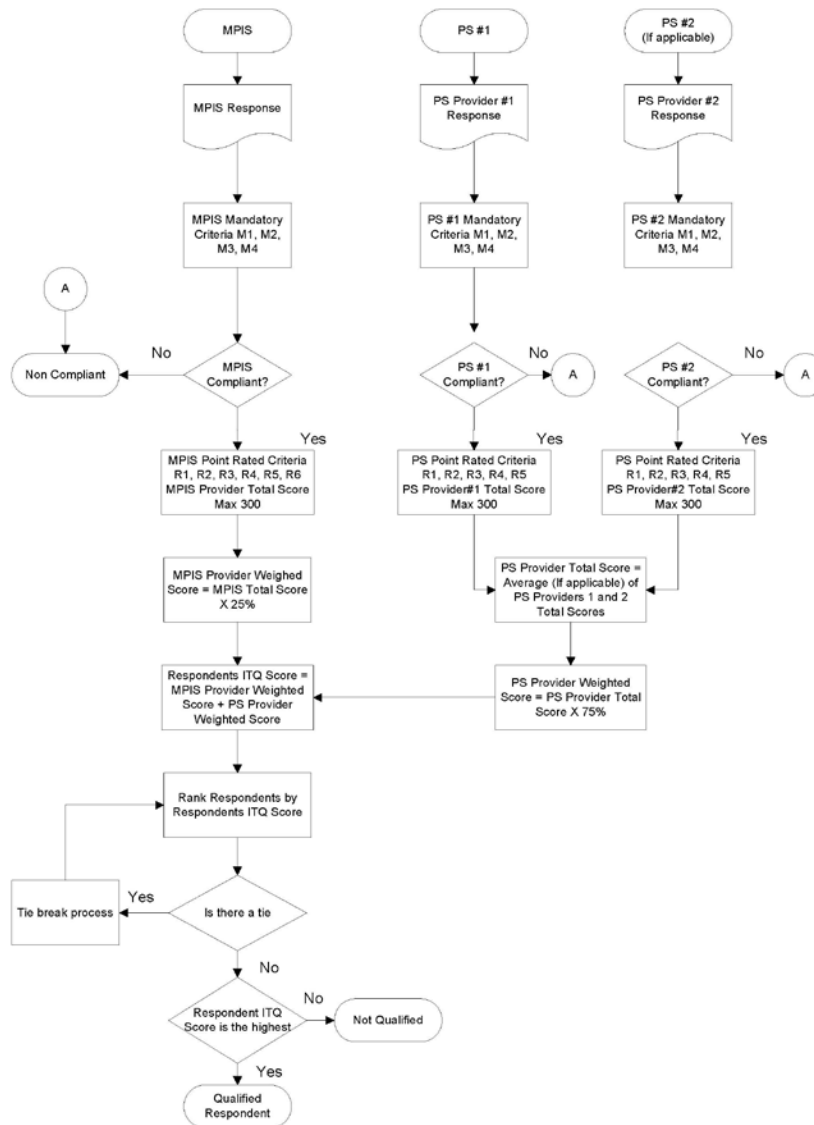 MPIS
PS #1
PS #2
(If applicable)
MPIS Response
PS Provider #1
Response
PS Provider #2
Response
MPIS Mandatory
Criteria M1, M2,
M3, M4
PS #1 Mandatory
Criteria M1, M2,
M3, M4
PS #2 Mandatory
Criteria M1, M2,
M3, M4
A
Non Compliant
No
MPIS
Compliant?
PS #1
Compliant?
No
A
PS #2
Compliant?
No
A
Yes
Yes
Yes
MPIS Point Rated Criteria
R1, R2, R3, R4, R5, R6
MPIS Provider Total Score
Max 300
PS Point Rated Criteria
R1, R2, R3, R4, R5
PS Provider#1 Total Score
Max 300
PS Point Rated Criteria
R1, R2, R3, R4, R5
PS Provider#2 Total Score
Max 300
MPIS Provider Weighed
Score = MPIS Total Score
X 25%
PS Provider Total Score =
Average (If applicable) of
PS Providers 1 and 2
Total Scores
Respondents ITQ Score =
MPIS Provider Weighted
Score + PS Provider
Weighted Score
PS Provider Weighted
Score = PS Provider Total
Score X 75%
Rank Respondents by
Respondents ITQ Score
Tie break process
Yes
Is there a tie
No
Respondent ITQ
Score is the highest
No
Not Qualified
Yes
Qualified
Respondent